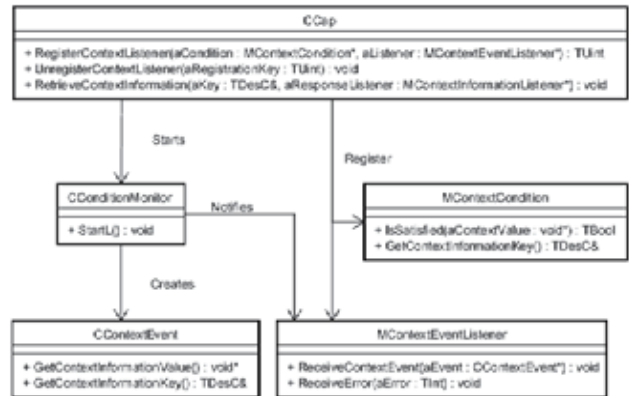 CCap
+ RegisterContextListener(aCondition : MContextCondition*, aListener : MContextEventListener*) : TUint
+ UnregisterContextListener(aRegistrationKey : TUint) : void
+ RetrieveContextInformation(aKey : TDesC&, aResponseListener : MContextInformationListener*) : void
Starts
Register
CConditionMonitor
+ StartL() : void
Notifies
MContextCondition
+ IsSatisfied(aContextValue : void*) : TBool
+ GetContextInformationKey() : TDesC&
Creates
CContextEvent
+ GetContextInformationValue() : void*
+ GetContextInformationKey() : TDesC&
MContextEventListener
+ ReceiveContextEvent(aEvent : CContextEvent*) : void
+ ReceiveError(aError : TInt) : void